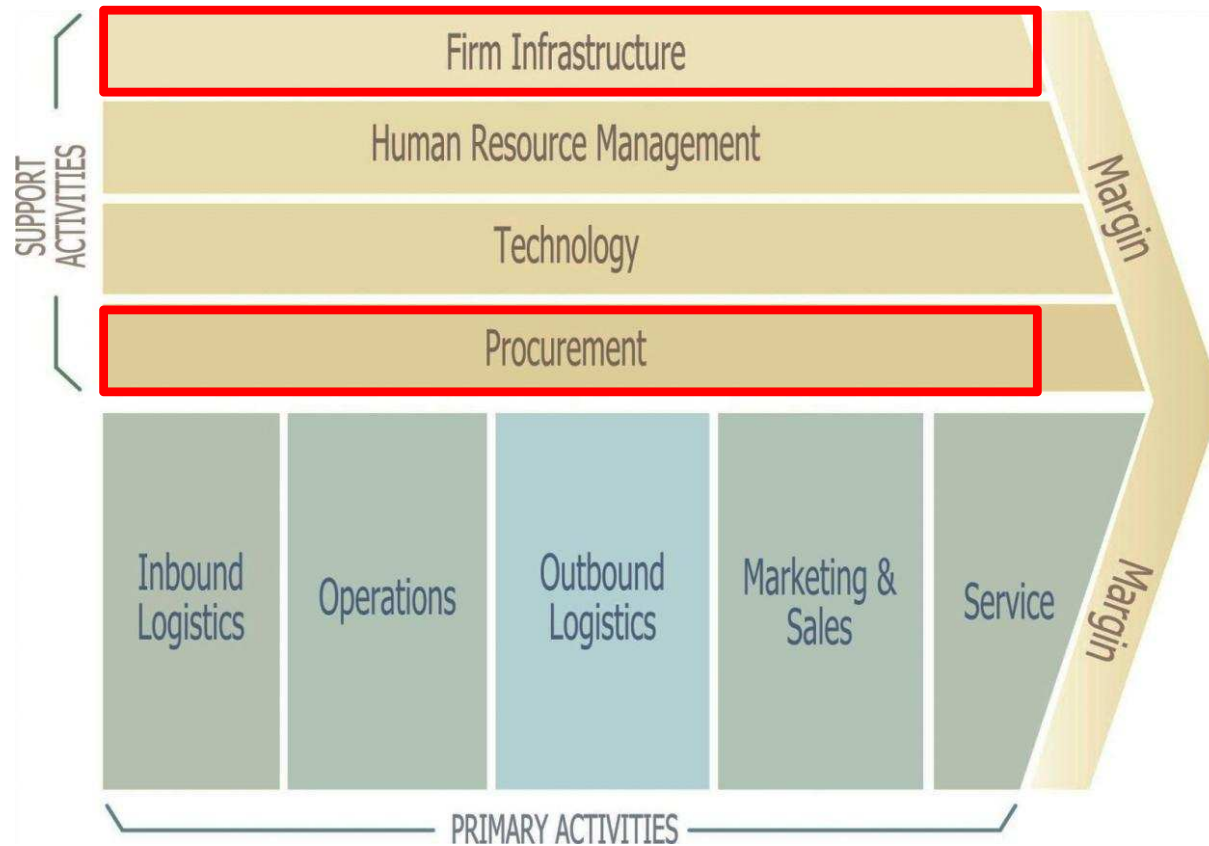 Firm Infrastructure
Human Resource Management
Technology
Procurement
SUPPORT
ACTIVITIES
Margin
Inbound
Logistics
Operations
Outbound
Logistics
Marketing &
Sales
Service
Margin
PRIMARY ACTIVITIES